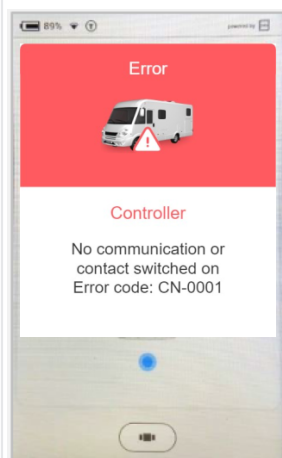 89%
powered by
Error
Controller
No communication or
contact switched on
Error code: CN-0001